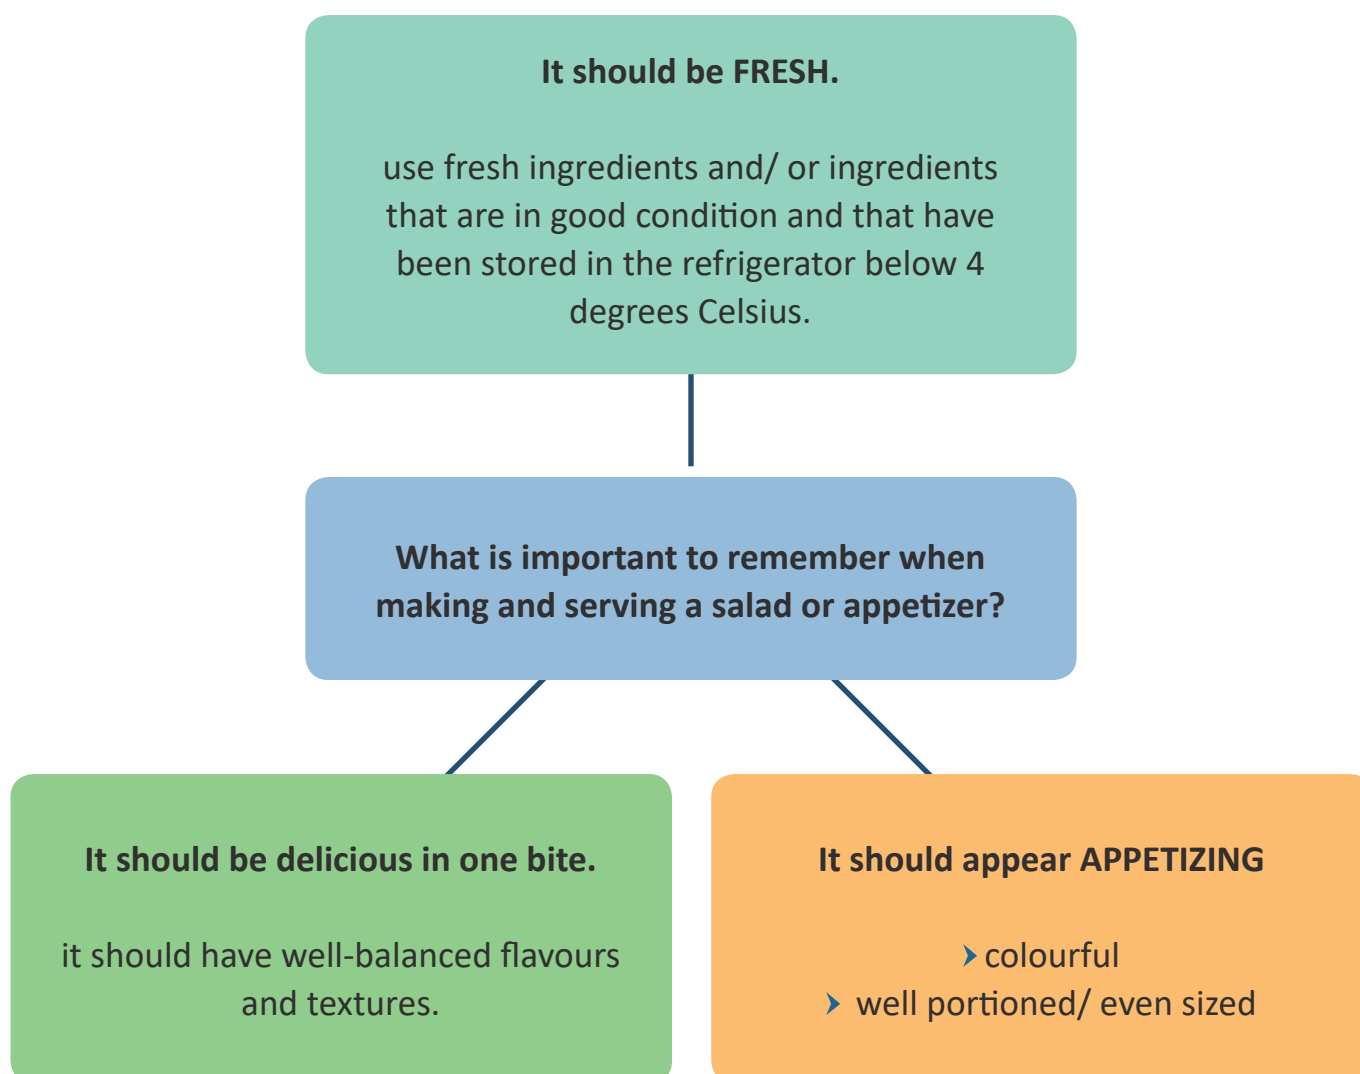 It should be FRESH.
use fresh ingredients and/ or ingredients
that are in good condition and that have
been stored in the refrigerator below 4
degrees Celsius.
What is important to remember when
making and serving a salad or appetizer?
It should be delicious in one bite.
it should have well-balanced flavours
and textures.
It should appear APPETIZING
➤ colourful
➤ well portioned/ even sized